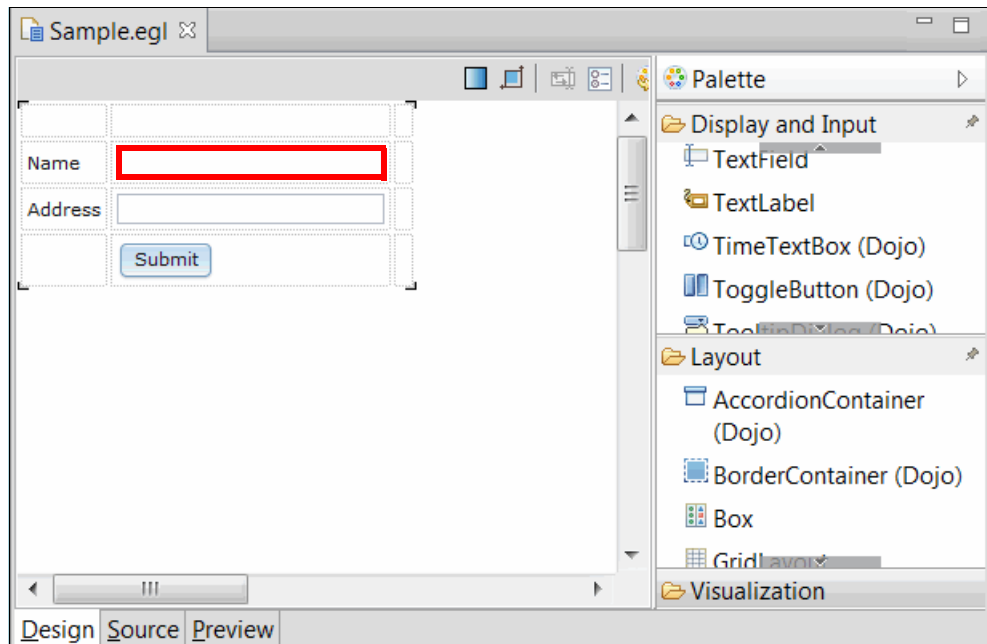 Sample.egl
Palette
Display and Input
TextField
TextLabel
TimeTextBox (Dojo)
ToggleButton (Dojo)
Layout
AccordionContainer
(Dojo)
BorderContainer (Dojo)
Box
Visualization
Name
Address
Submit
Design Source Preview